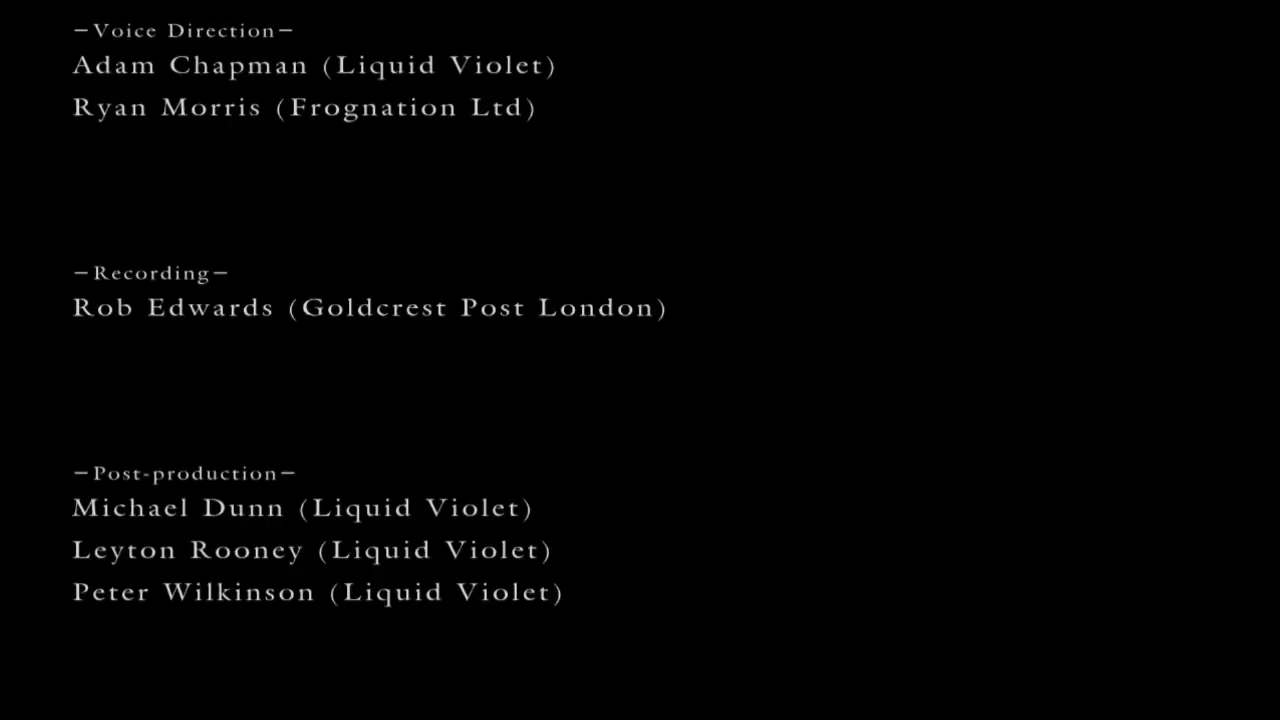 —Voice Direction—
Adam Chapman (Liquid Violet)
Ryan Morris (Frognation Ltd)
—Recording—
Rob Edwards (Goldcrest Post London)
—Post-production—
Michael Dunn (Liquid Violet)
Leyton Rooney (Liquid Violet)
Peter Wilkinson (Liquid Violet)